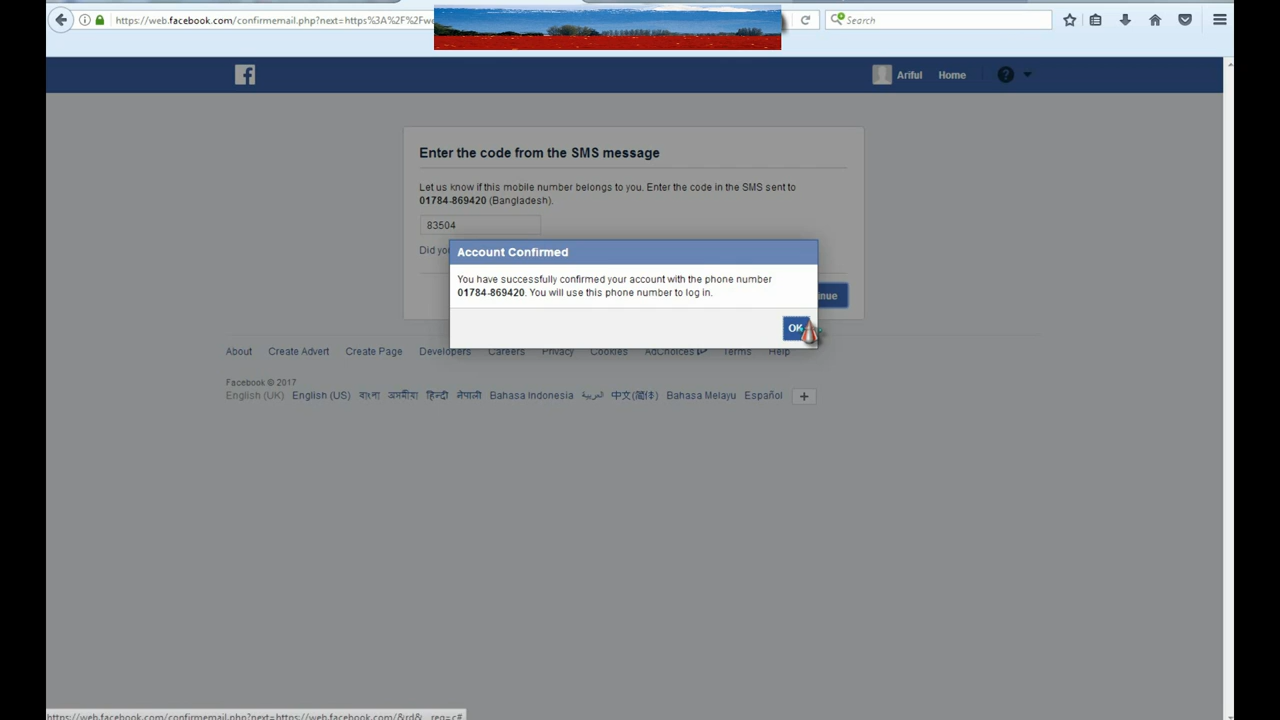 https://web.facebook.com/confirmemail.php?next=https%3A%2F%2Fwe
Search
Ariful Home
Enter the code from the SMS message
Let us know if this mobile number belongs to you. Enter the code in the SMS sent to
01784-869420 (Bangladesh).
83504
Did you
Account Confirmed
You have successfully confirmed your account with the phone number
01784-869420. You will use this phone number to log in.
OK
About Create Advert Create Page Developers Careers Privacy Cookies AdChoices Terms Help
Facebook © 2017
English (UK) English (US) বাংলা অসমীয়া हिन्दी नेपाली Bahasa Indonesia العربية 中文(简体) Bahasa Melayu Español
https://web.facebook.com/confirmemail.php?next=https://web.facebook.com/&rd&_req=c#